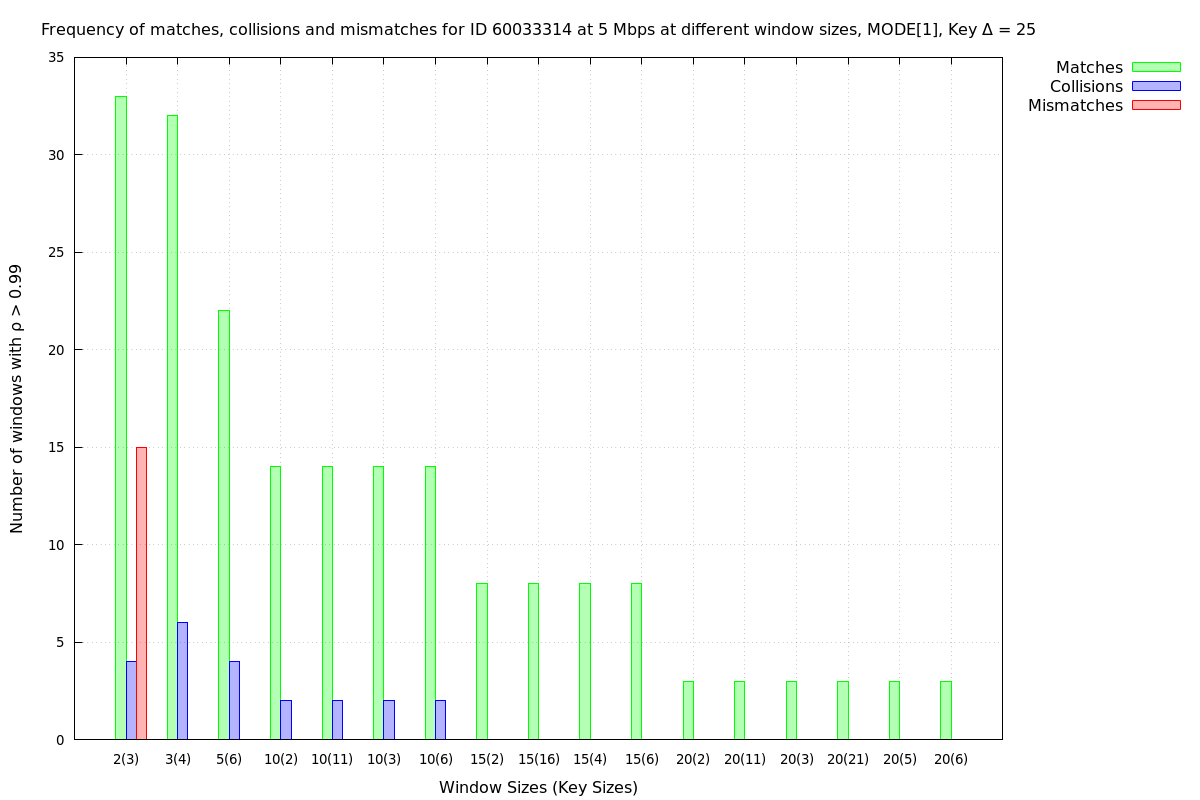 Frequency of matches, collisions and mismatches for ID 60033314 at 5 Mbps at different window sizes, MODE[1], Key Δ = 25
Matches
Collisions
Mismatches
Number of windows with ρ > 0.99
35
30
25
20
15
10
5
0
2(3) 3(4) 5(6) 10(2) 10(11) 10(3) 10(6) 15(2) 15(16) 15(4) 15(6) 20(2) 20(11) 20(3) 20(21) 20(5) 20(6)
Window Sizes (Key Sizes)